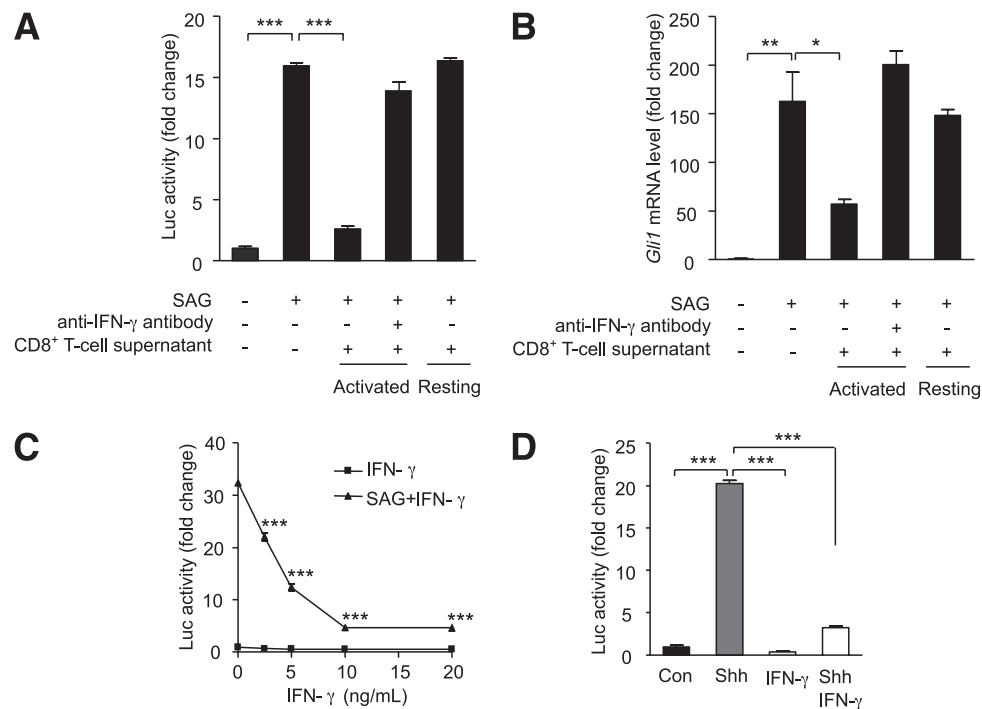 A
Luc activity (fold change)
20
15
10
5
0
*** ***
SAG - + + + +
anti-IFN-γ antibody - - - + -
CD8+ T-cell supernatant - - + + +
Activated Resting
B
Gli1 mRNA level (fold change)
250
200
150
100
50
0
** *
SAG - + + + +
anti-IFN-γ antibody - - - + -
CD8+ T-cell supernatant - - + + +
Activated Resting
C
Luc activity (fold change)
40
30
20
10
0
IFN- γ
SAG+IFN- γ
***
***
*** ***
0 5 10 15 20
IFN- γ (ng/mL)
D
Luc activity (fold change)
25
20
15
10
5
0
***
*** ***
Con Shh IFN-γ Shh
IFN-γ